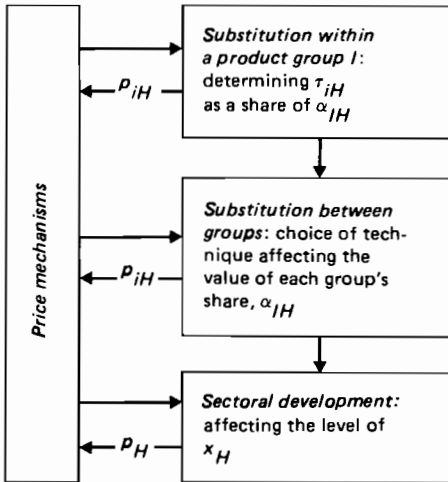 Price mechanisms
Substitution within
a product group I:
determining τiH
as a share of αIH
PiH
Substitution between
groups: choice of tech-
nique affecting the
value of each group's
share, αIH
PiH
Sectoral development:
affecting the level of
xH
PH